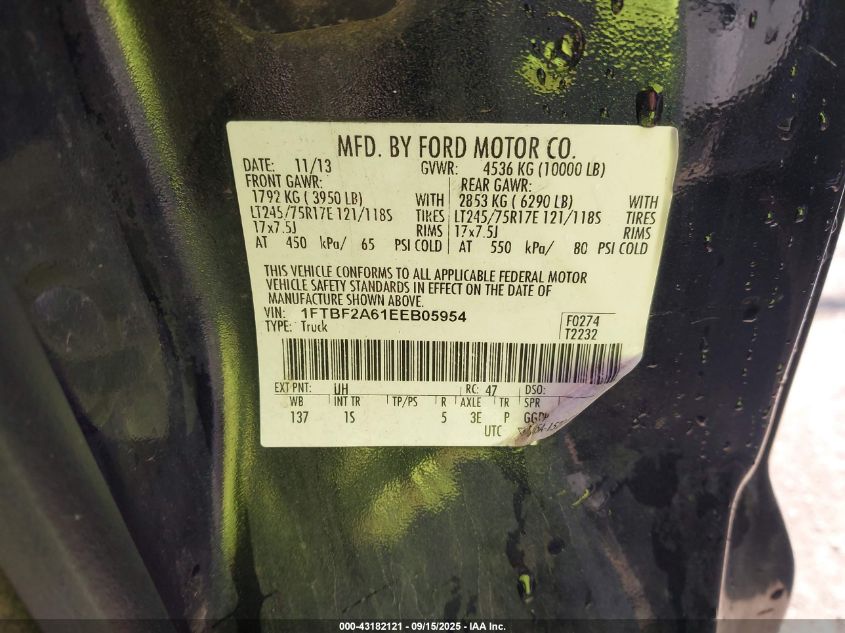 MFD. BY FORD MOTOR CO.
DATE: 11/13 GVWR: 4536 KG (10000 LB)
FRONT GAWR: REAR GAWR:
1792 KG ( 3950 LB) WITH 2853 KG ( 6290 LB) WITH
LT245/75R17E 121/118S TIRES LT245/75R17E 121/118S TIRES
17x7.5J RIMS 17x7.5J RIMS
AT 450 kPa/ 65 PSI COLD AT 550 kPa/ 80 PSI COLD
THIS VEHICLE CONFORMS TO ALL APPLICABLE FEDERAL MOTOR
VEHICLE SAFETY STANDARDS IN EFFECT ON THE DATE OF
MANUFACTURE SHOWN ABOVE.
VIN: 1FTBF2A61EEB05954 F0274
TYPE: Truck T2232
EXT PNT: UH RC: 47 DSO:
WB INT TR TP/PS R AXLE TR SPR
137 1S 5 3E P
UTC
000-43182121 - 09/15/2025 - IAA Inc.